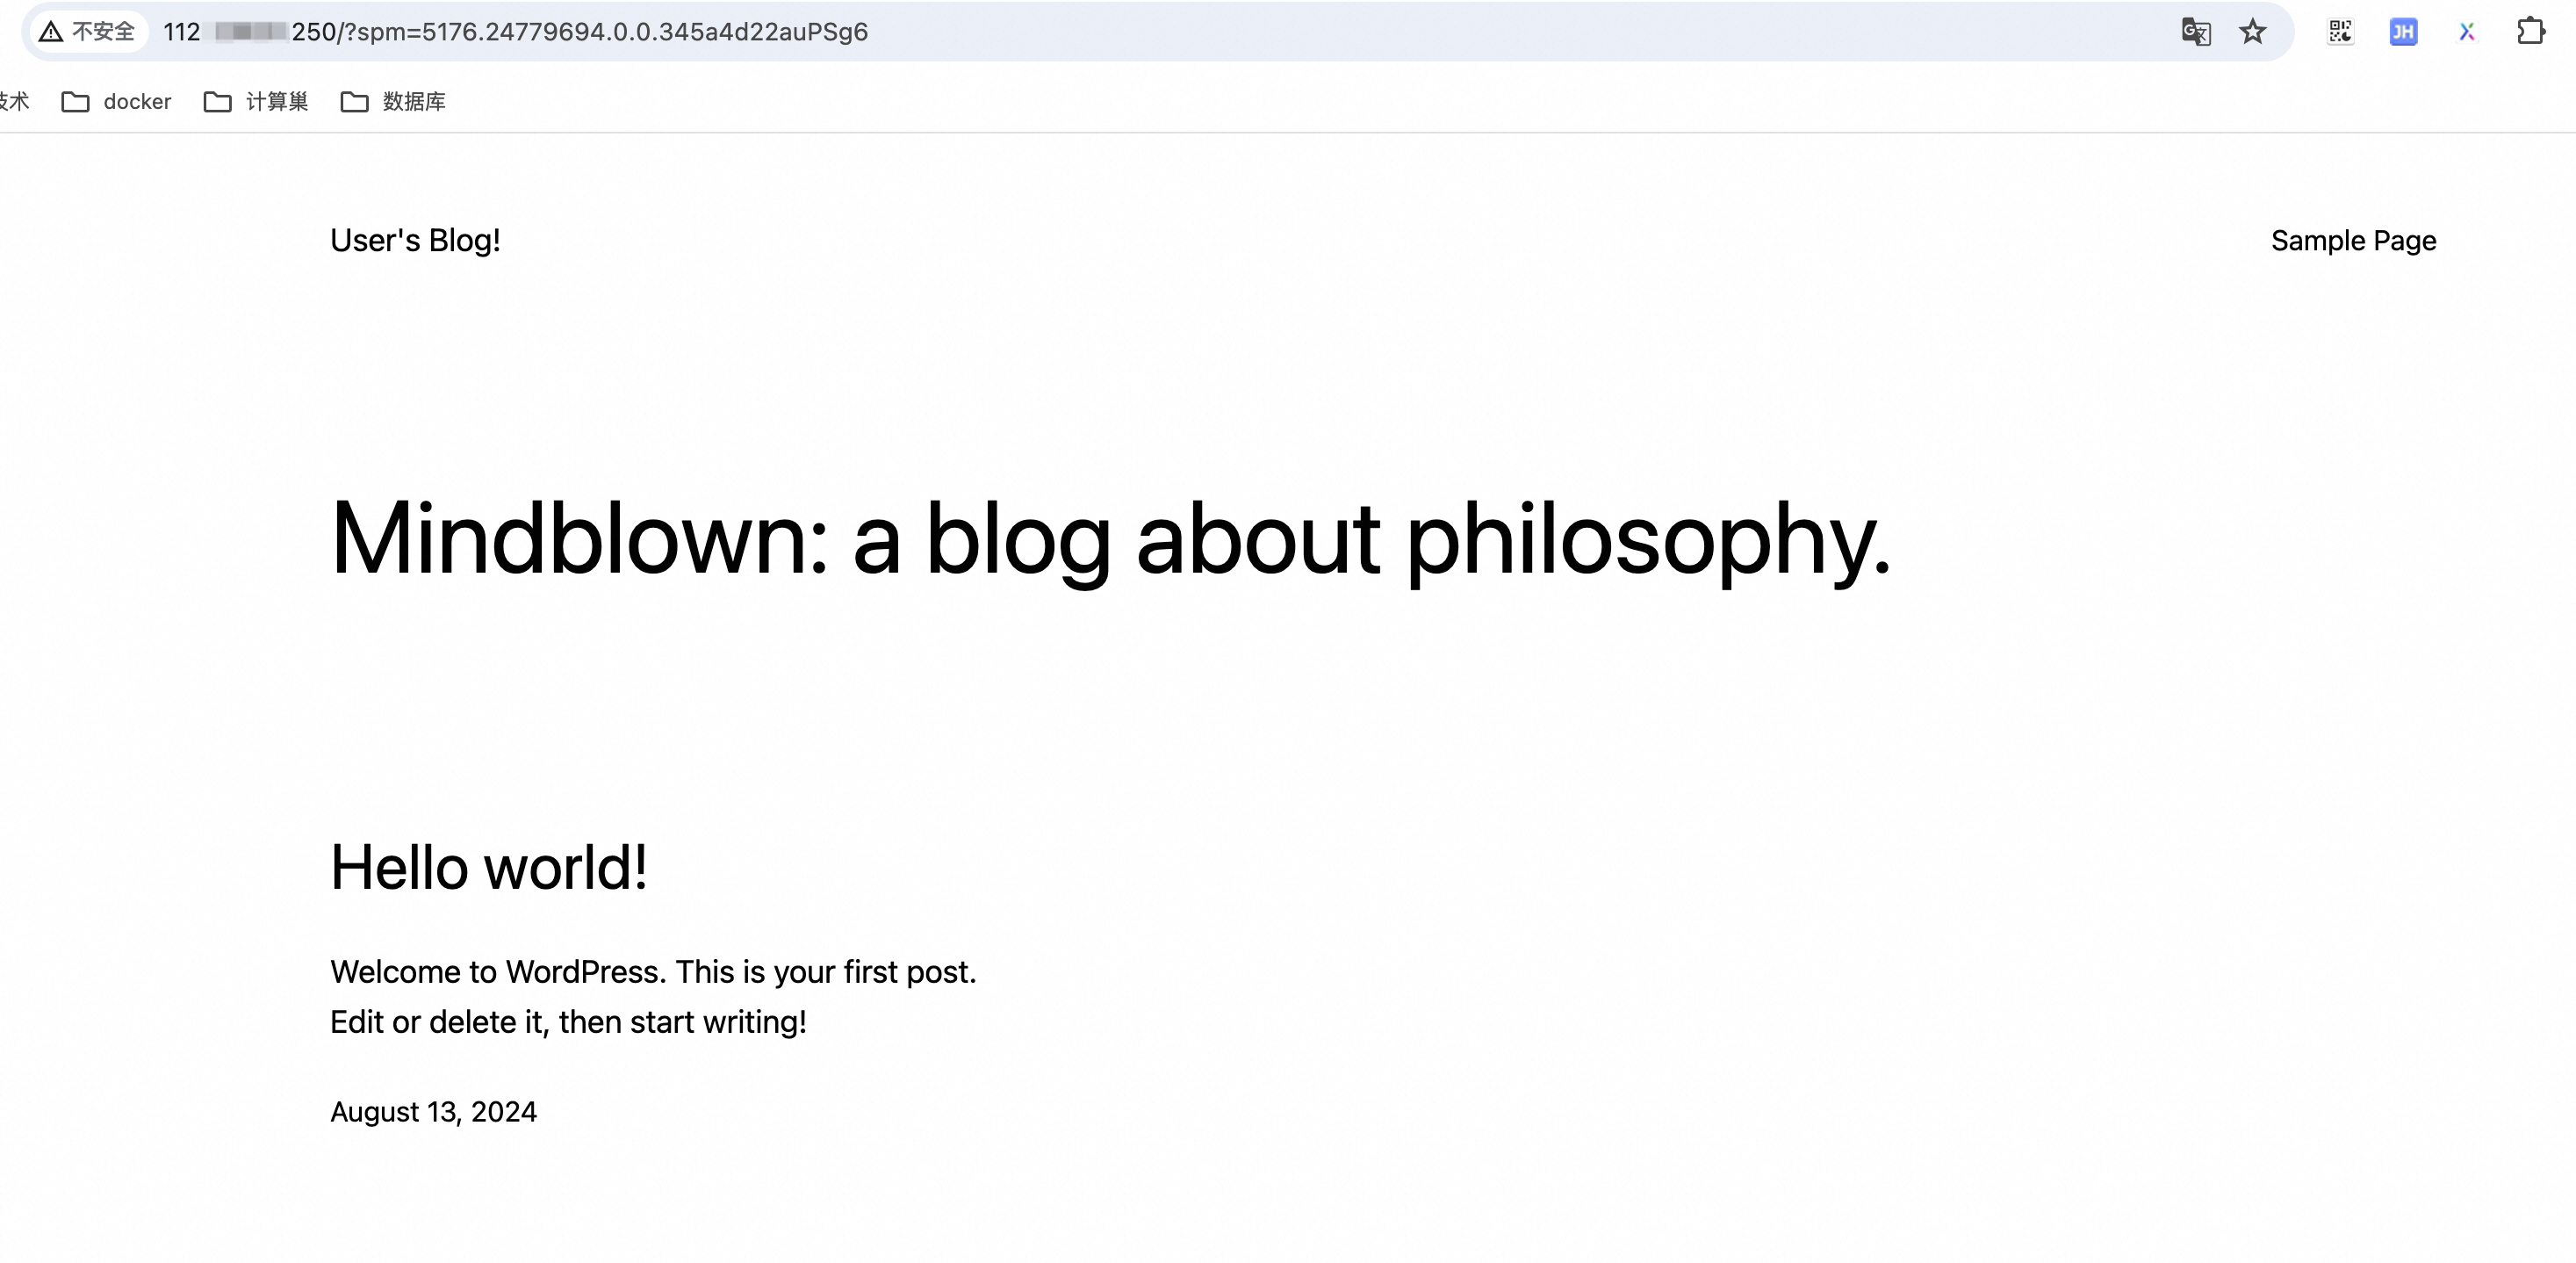 不安全 112 250/?spm=5176.24779694.0.0.345a4d22auPSg6
JH
技术 docker 计算巢 数据库
User's Blog! Sample Page
Mindblown: a blog about philosophy.
Hello world!
Welcome to WordPress. This is your first post.
Edit or delete it, then start writing!
August 13, 2024